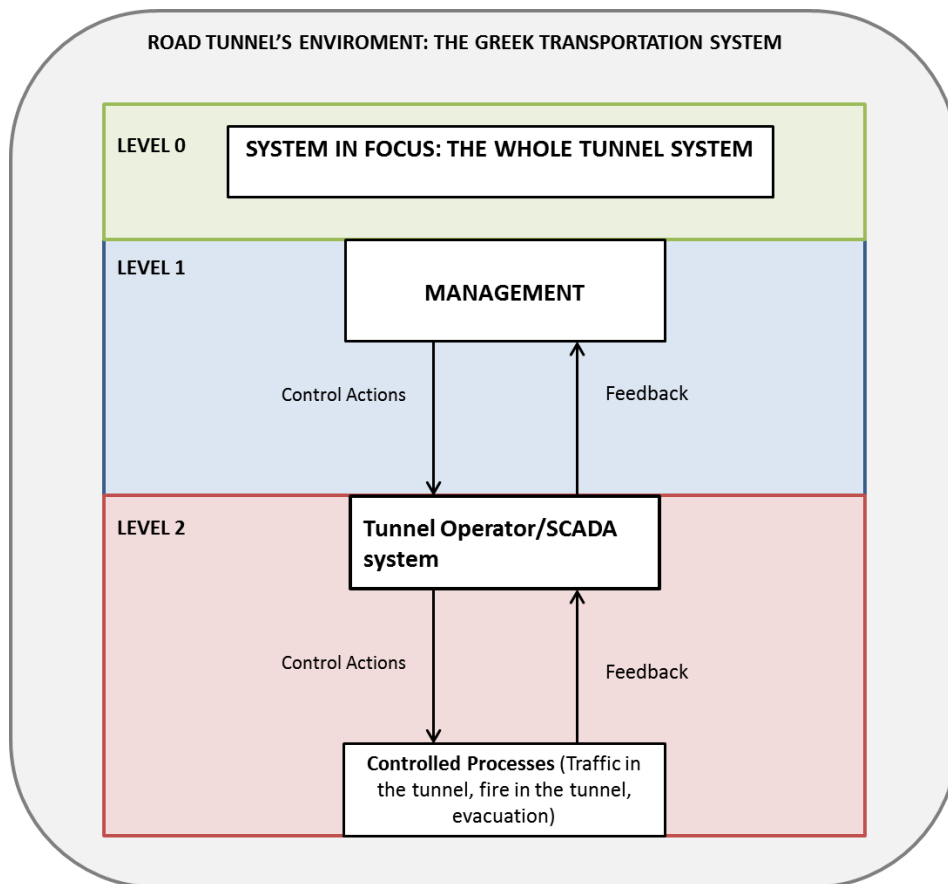 ROAD TUNNEL'S ENVIROMENT: THE GREEK TRANSPORTATION SYSTEM
LEVEL 0
SYSTEM IN FOCUS: THE WHOLE TUNNEL SYSTEM
LEVEL 1
MANAGEMENT
Control Actions
Feedback
LEVEL 2
Tunnel Operator/SCADA
system
Control Actions
Feedback
Controlled Processes (Traffic in
the tunnel, fire in the tunnel,
evacuation)